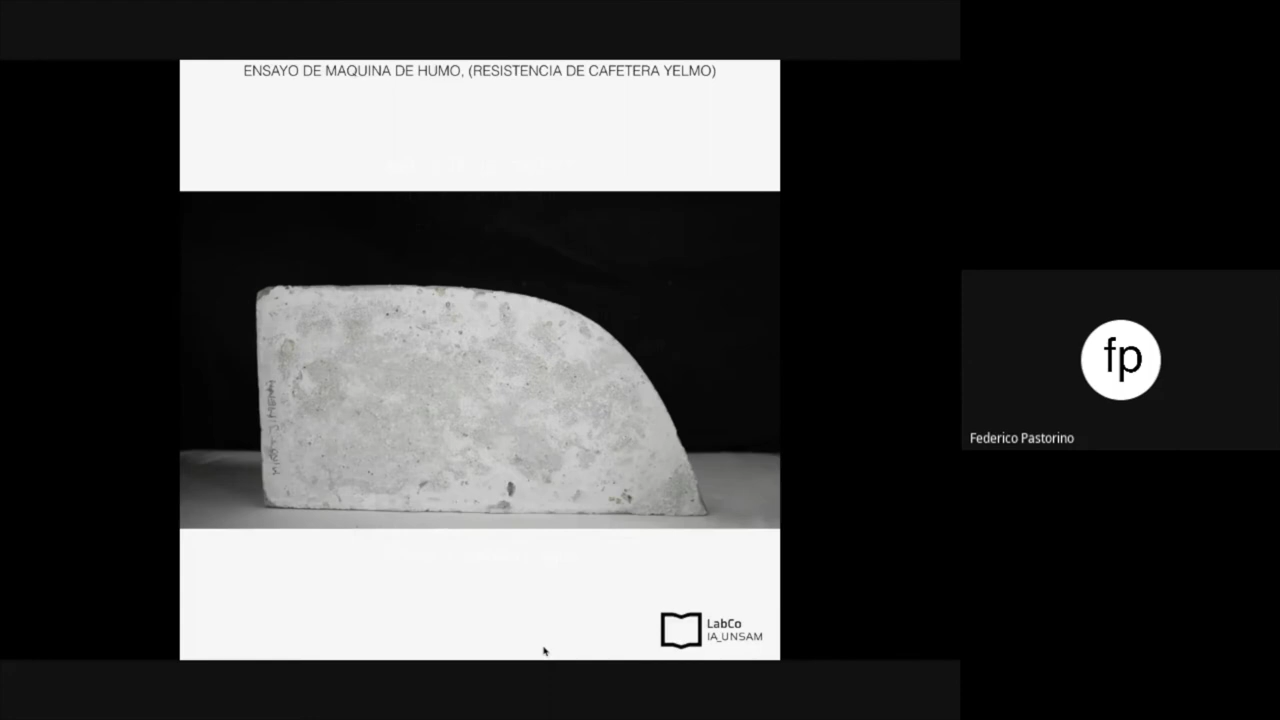 ENSAYO DE MAQUINA DE HUMO, (RESISTENCIA DE CAFETERA YELMO)
fp
Federico Pastorino
LabCo
IA_UNSAM